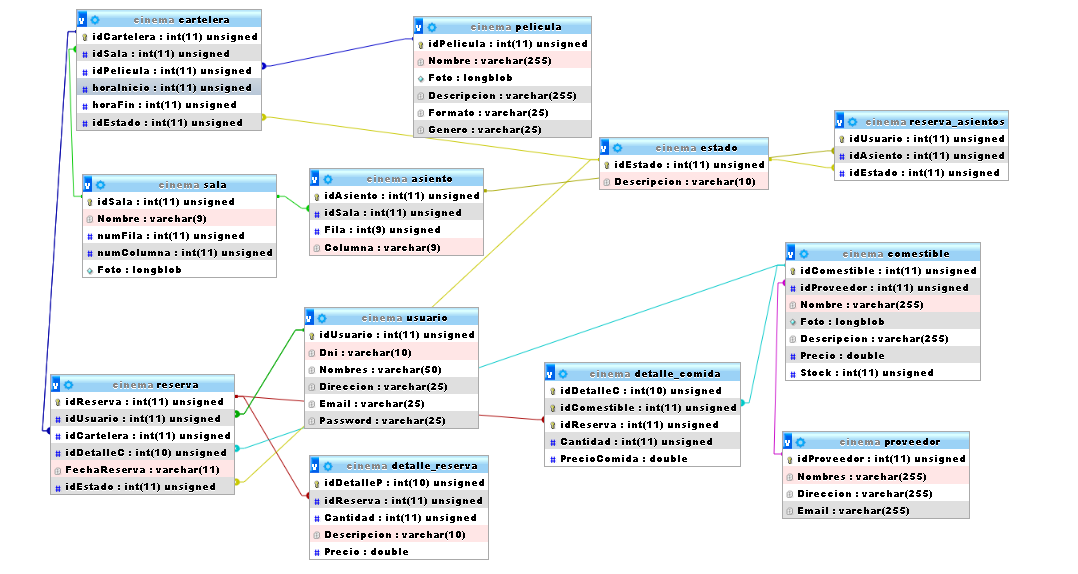 cinema cartelera
idCartelera : int(11) unsigned
idSala : int(11) unsigned
idPelicula : int(11) unsigned
horaInicio : int(11) unsigned
horaFin : int(11) unsigned
idEstado : int(11) unsigned
cinema pelicula
idPelicula : int(11) unsigned
Nombre : varchar(255)
Foto : longblob
Descripcion : varchar(255)
Formato : varchar(25)
Genero : varchar(25)
cinema estado
idEstado : int(11) unsigned
Descripcion : varchar(10)
cinema reserva_asientos
idUsuario : int(11) unsigned
idAsiento : int(11) unsigned
idEstado : int(11) unsigned
cinema sala
idSala : int(11) unsigned
Nombre : varchar(9)
numFila : int(11) unsigned
numColumna : int(11) unsigned
Foto : longblob
cinema asiento
idAsiento : int(11) unsigned
idSala : int(11) unsigned
Fila : int(9) unsigned
Columna : varchar(9)
cinema comestible
idComestible : int(11) unsigned
idProveedor : int(11) unsigned
Nombre : varchar(255)
Foto : longblob
Descripcion : varchar(255)
Precio : double
Stock : int(11) unsigned
cinema usuario
idUsuario : int(11) unsigned
Dni : varchar(10)
Nombres : varchar(50)
Direccion : varchar(25)
Email : varchar(25)
Password : varchar(25)
cinema reserva
idReserva : int(11) unsigned
idUsuario : int(11) unsigned
idCartelera : int(11) unsigned
idDetalleC : int(10) unsigned
FechaReserva : varchar(11)
idEstado : int(11) unsigned
cinema detalle_comida
idDetalleC : int(10) unsigned
idComestible : int(11) unsigned
idReserva : int(11) unsigned
Cantidad : int(11) unsigned
PrecioComida : double
cinema detalle_reserva
idDetalleP : int(10) unsigned
idReserva : int(11) unsigned
Cantidad : int(11) unsigned
Descripcion : varchar(10)
Precio : double
cinema proveedor
idProveedor : int(11) unsigned
Nombres : varchar(255)
Direccion : varchar(255)
Email : varchar(255)